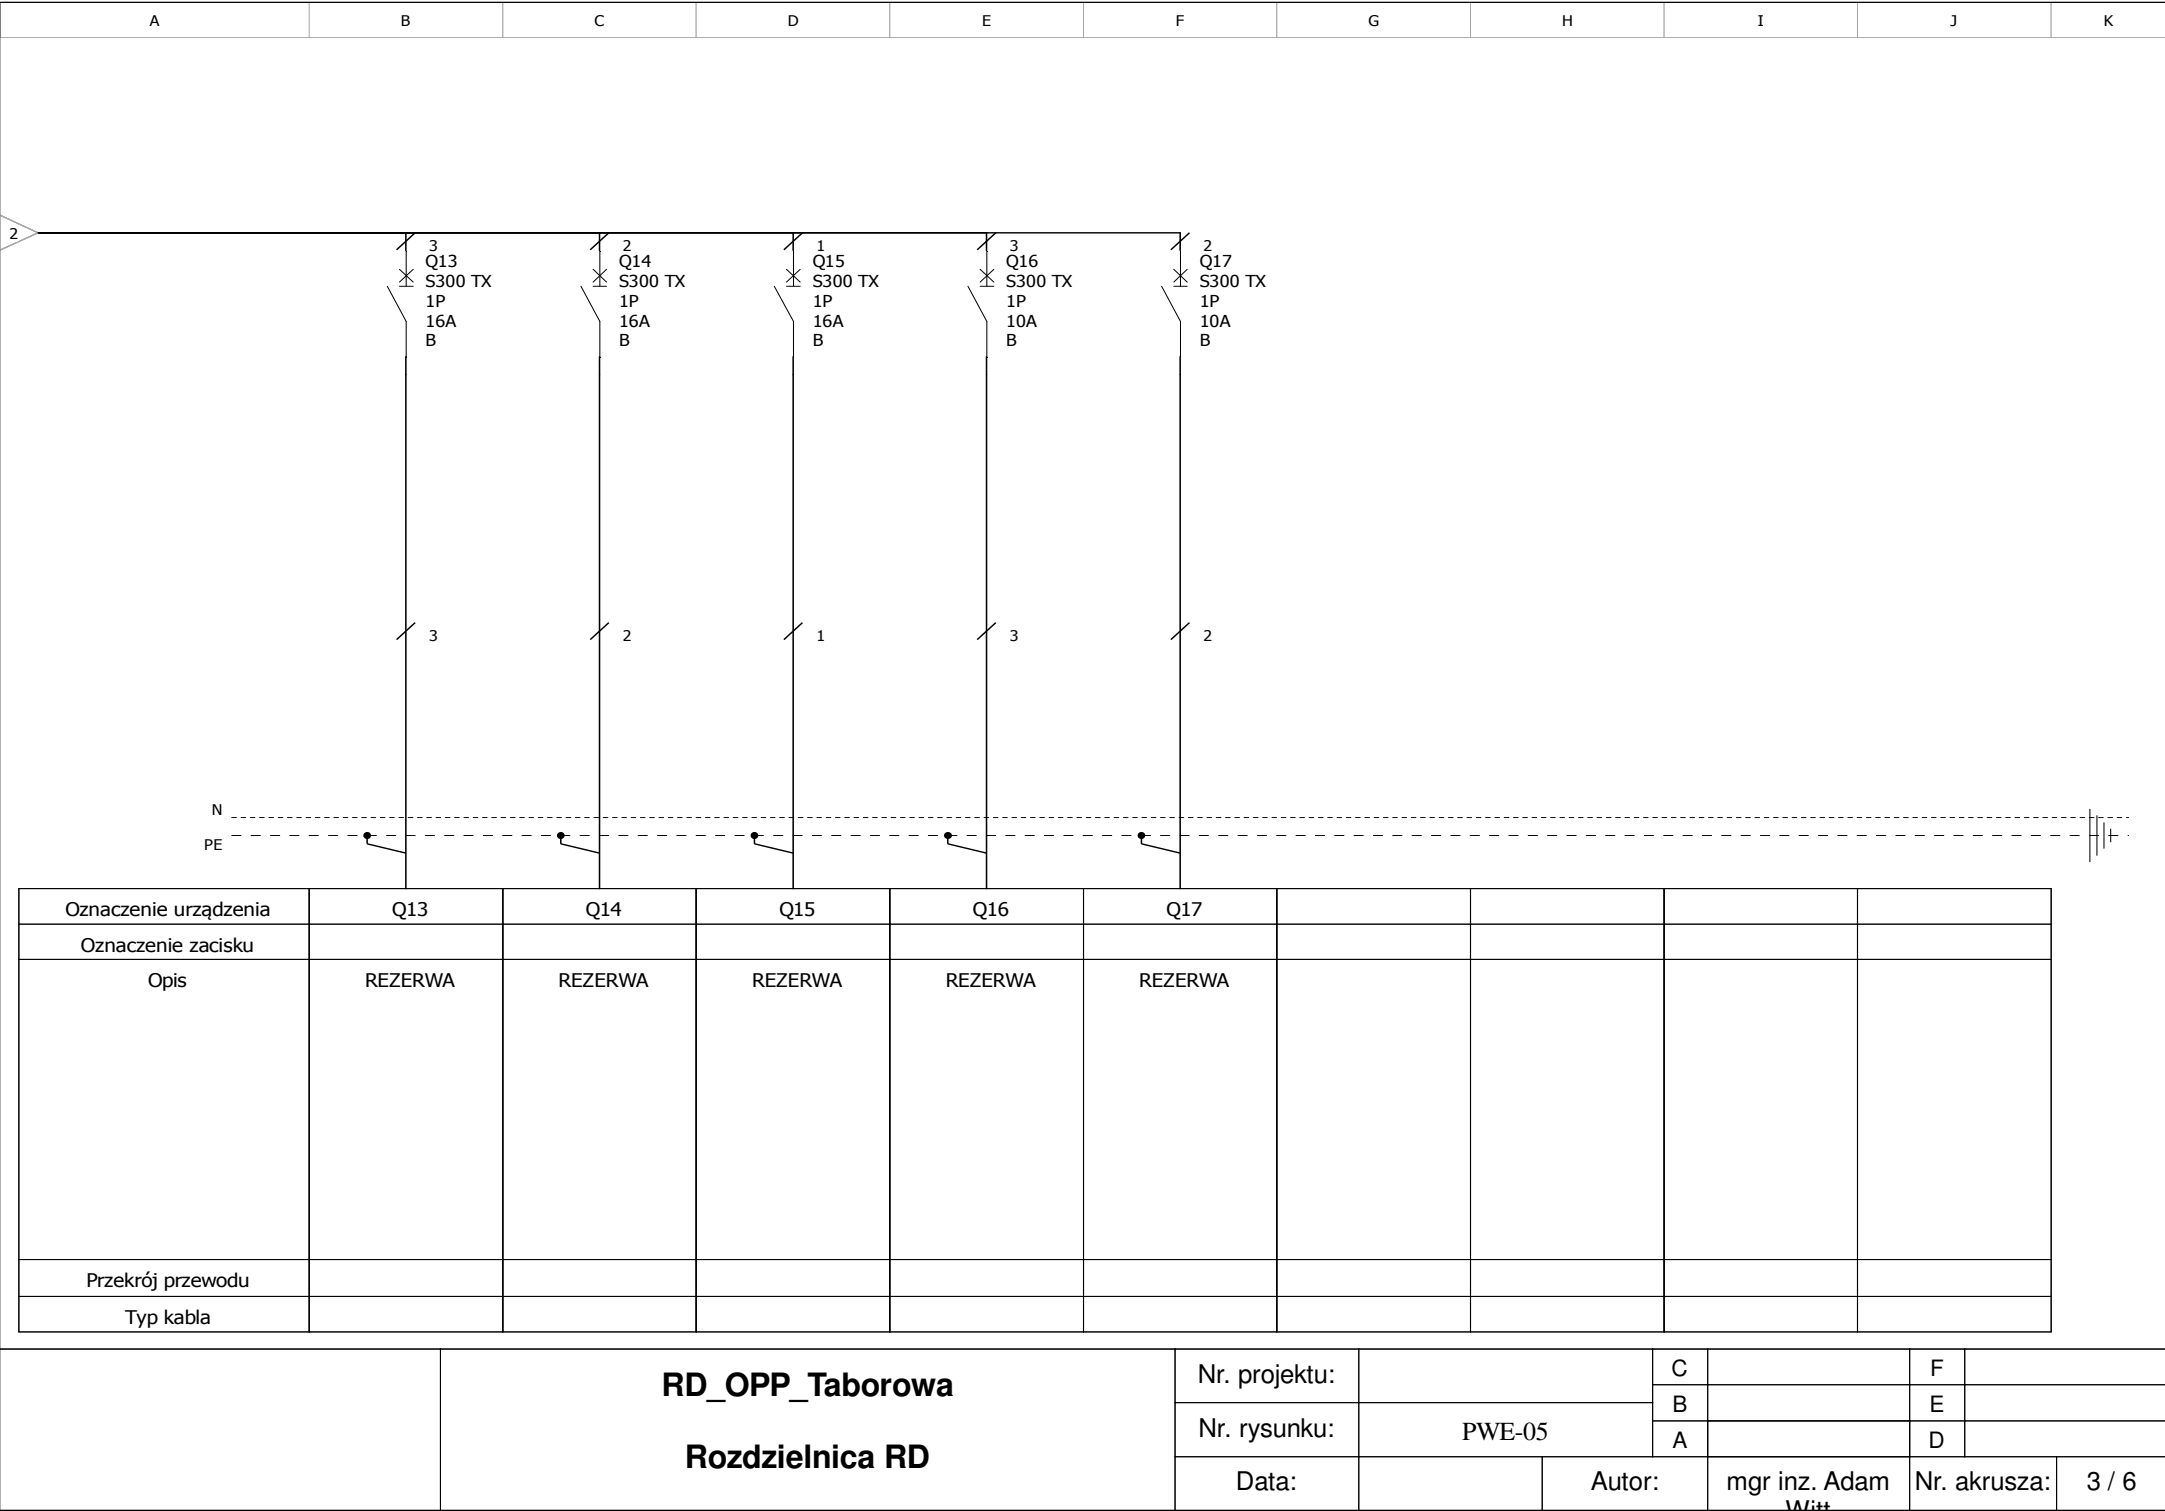 A B C D E F G H I J K
2
3 2 1 3 2
Q13 Q14 Q15 Q16 Q17
S300 TX S300 TX S300 TX S300 TX S300 TX
1P 1P 1P 1P 1P
16A 16A 16A 10A 10A
B B B B B
3 2 1 3 2
N
PE
Oznaczenie urządzenia Q13 Q14 Q15 Q16 Q17
Oznaczenie zacisku
Opis REZERWA REZERWA REZERWA REZERWA REZERWA
Przekrój przewodu
Typ kabla
RD_OPP_Taborowa
Rozdzielnica RD
Nr. projektu:
Nr. rysunku: PWE-05
C F
B E
A D
Data: Autor: mgr inz. Adam Nr. akrusza: 3 / 6
Witt